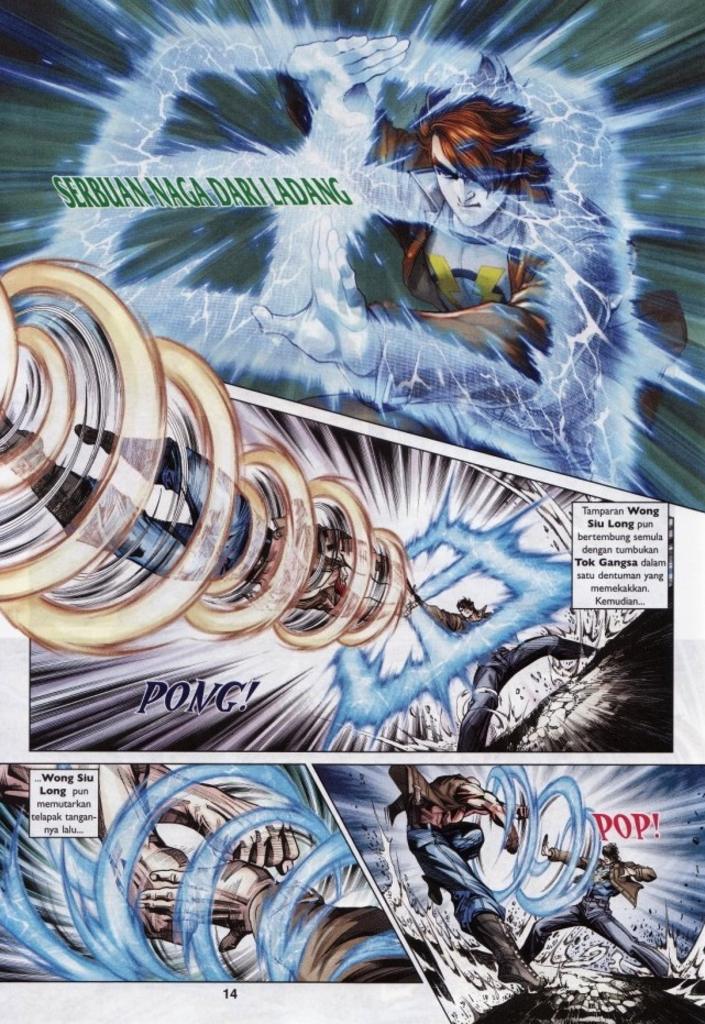 SERBUAN NAGA DARI LADANG
Tamparan Wong
Siu Long pun
bertemung semula
dengan tumbukan
Tok Gangsa dalam
satu dentuman yang
memekakkan.
Kemudian...
PONG!
...Wong Siu
Long pun
memutarkan
telapak tangan-
nya lalu...
POP!
14